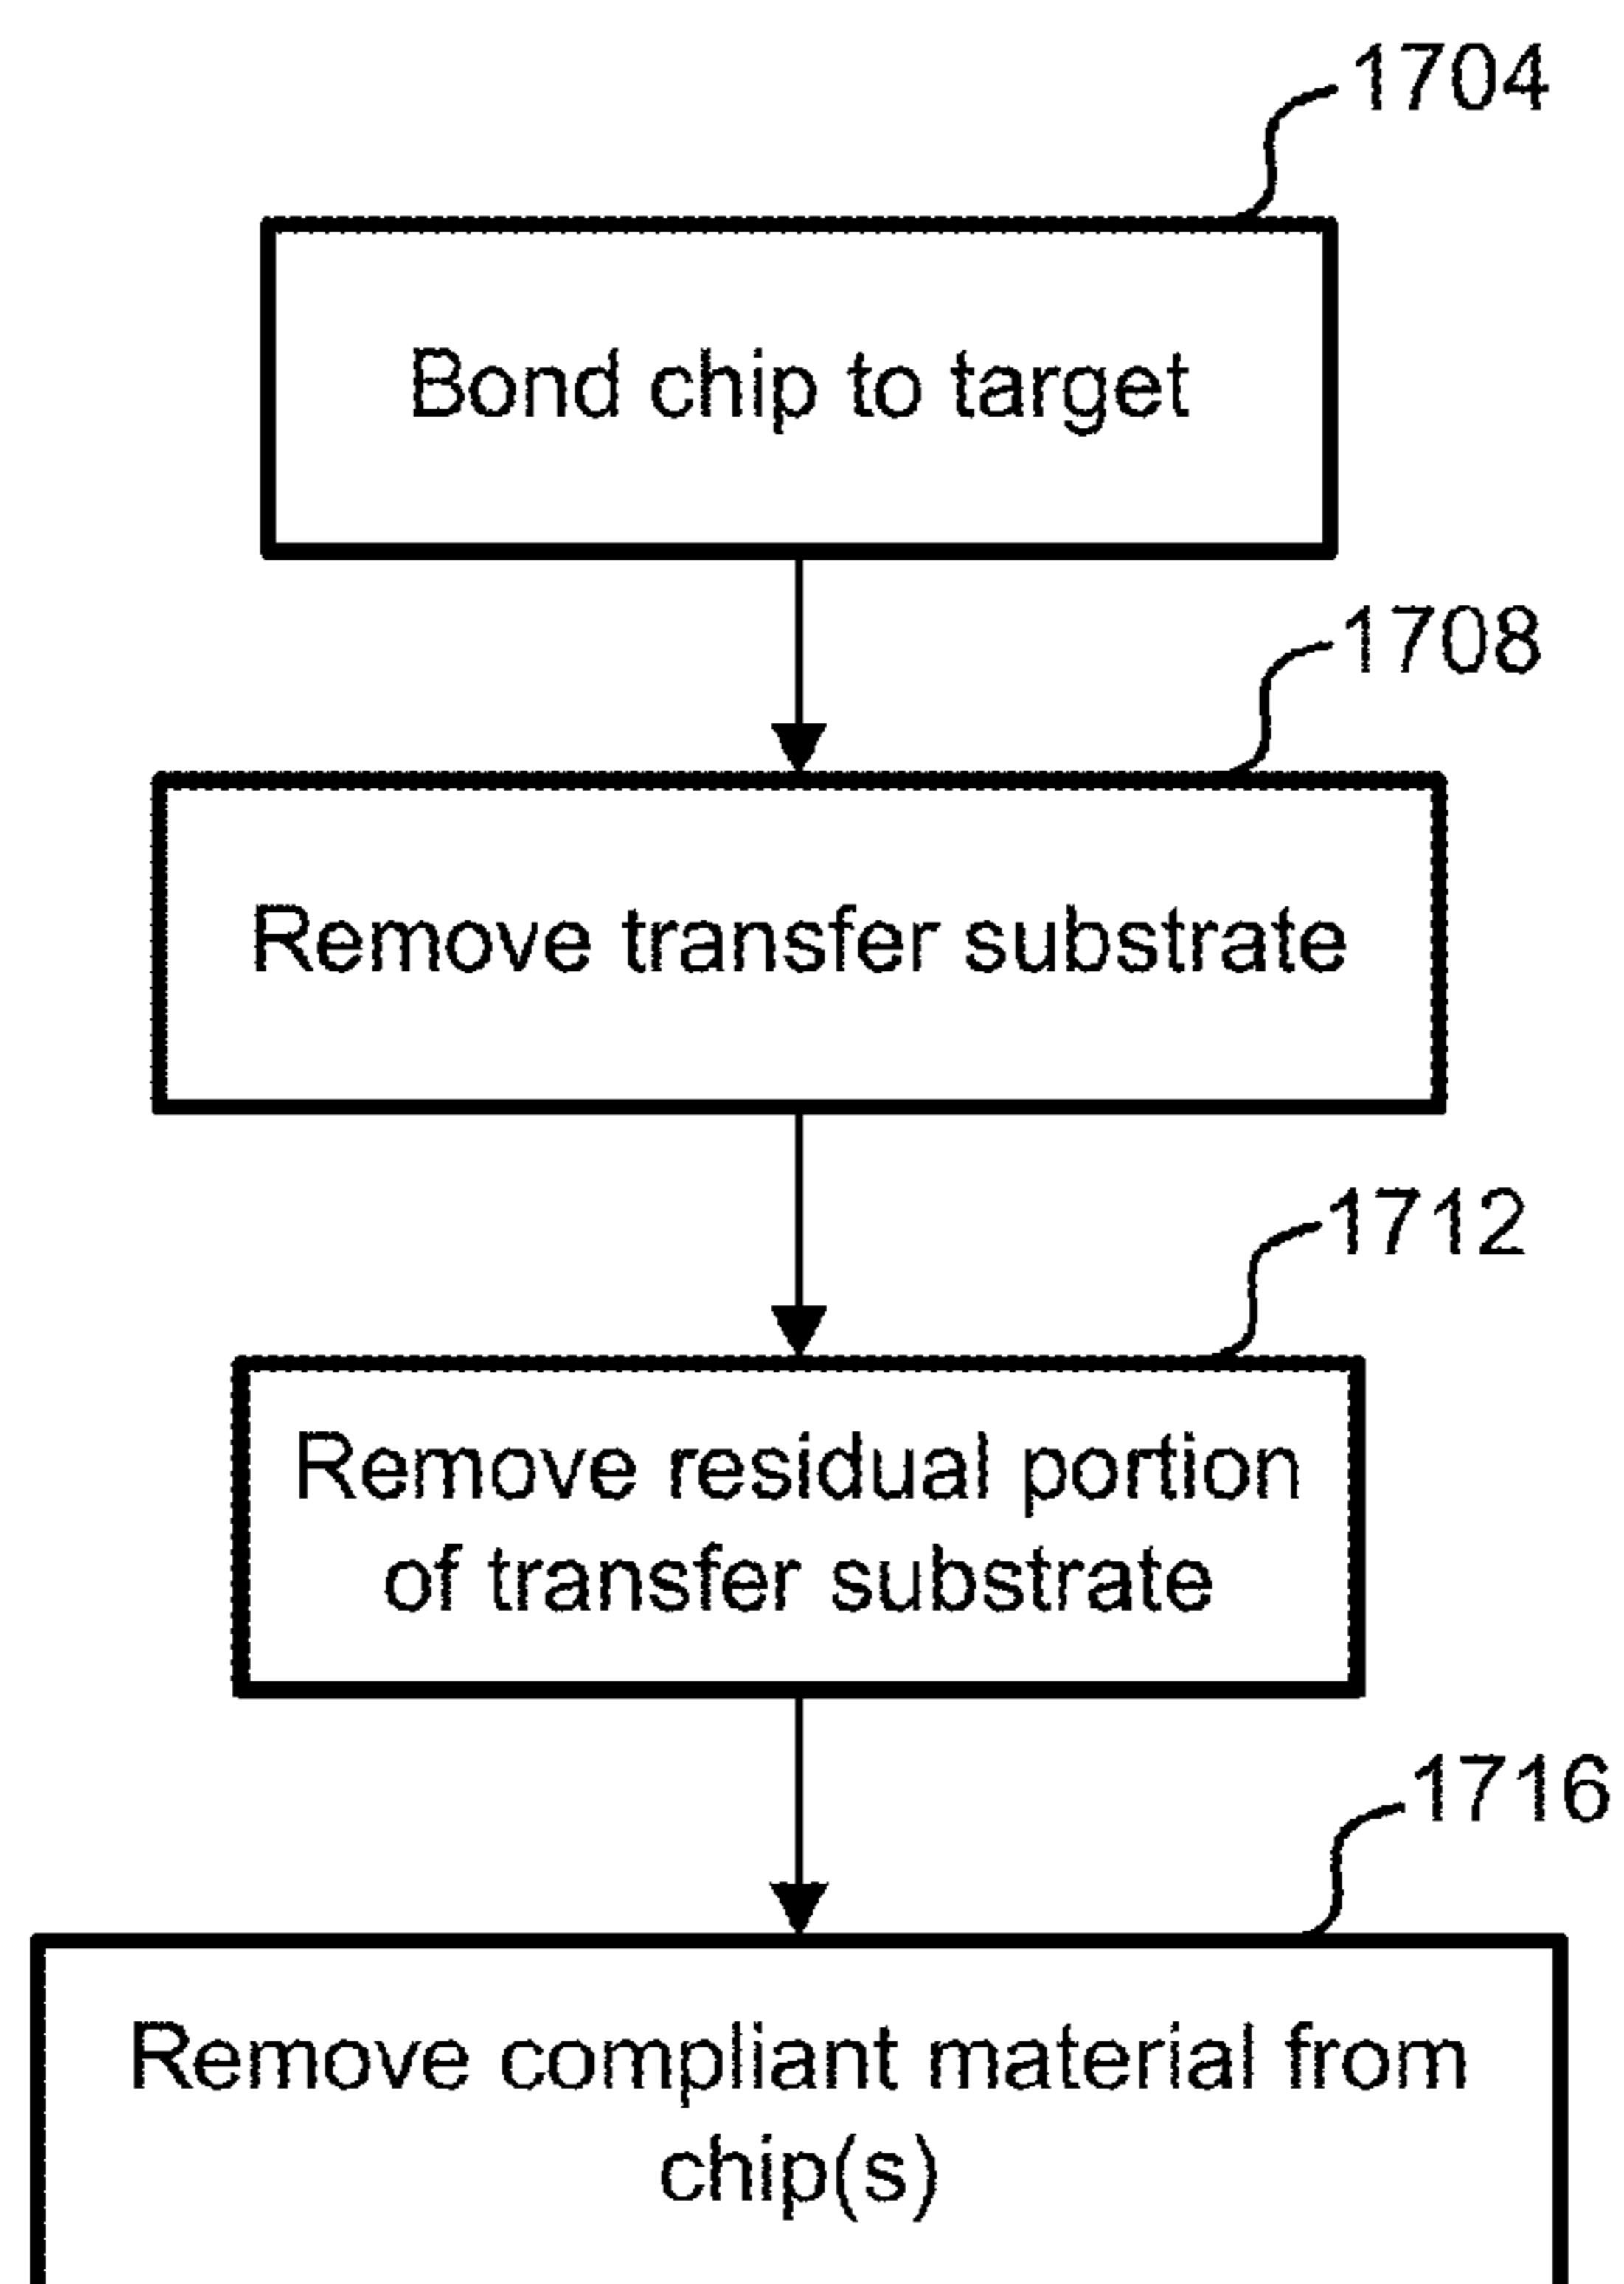 1704
Bond chip to target
1708
Remove transfer substrate
1712
Remove residual portion
of transfer substrate
1716
Remove compliant material from
chip(s)